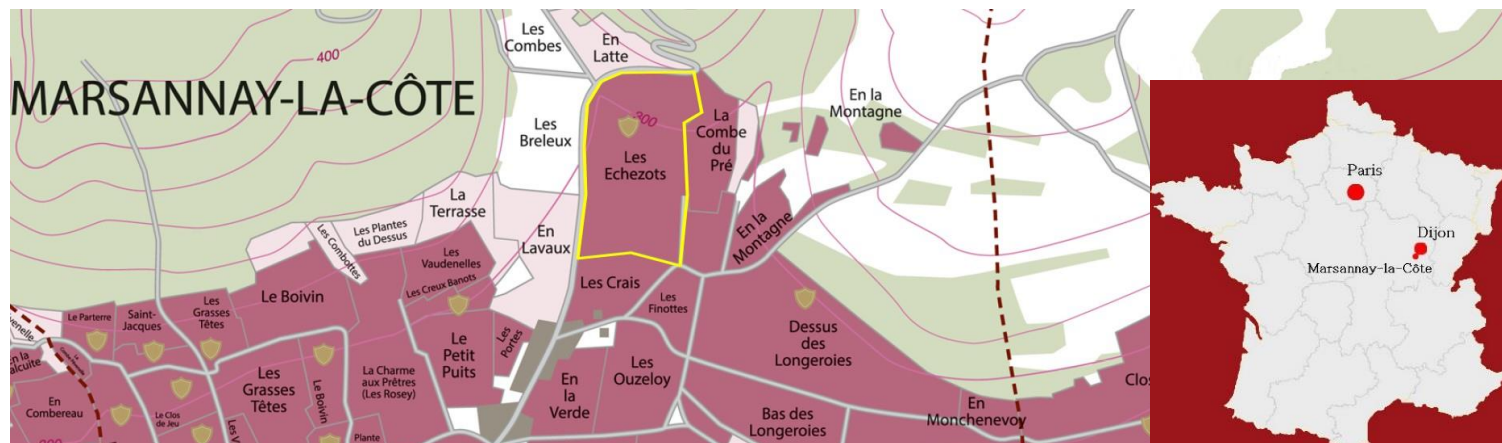 MARSANNAY-LA-CÔTE
400
Les
Combes
En
Latte
Les
Breleux
300
Les
Echezots
La
Combe
du
Pré
En la
Montagne
En la
Montagne
La
Terrasse
Les Plantes
du Dessus
Les Combottes
En
Lavaux
Les
Vaudenelles
Les Creux Banots
Le Boivin
Les
Grasses
Têtes
Saint-
Jacques
Le Parterre
En la
Les Crais
Les
Finottes
Les
Portes
Le
Petit
Puits
La Charme
aux Prêtres
(Les Rosey)
Le Boivin
Les
Grasses
Têtes
Le Clos
de Jeu
En
Combereau
Plante
En
la
Verde
Les
Ouzeloy
Dessus
des
Longeroies
Bas des
Longeroies
En
Monchenevoy
Clos
Paris
Dijon
Marsannay-la-Côte